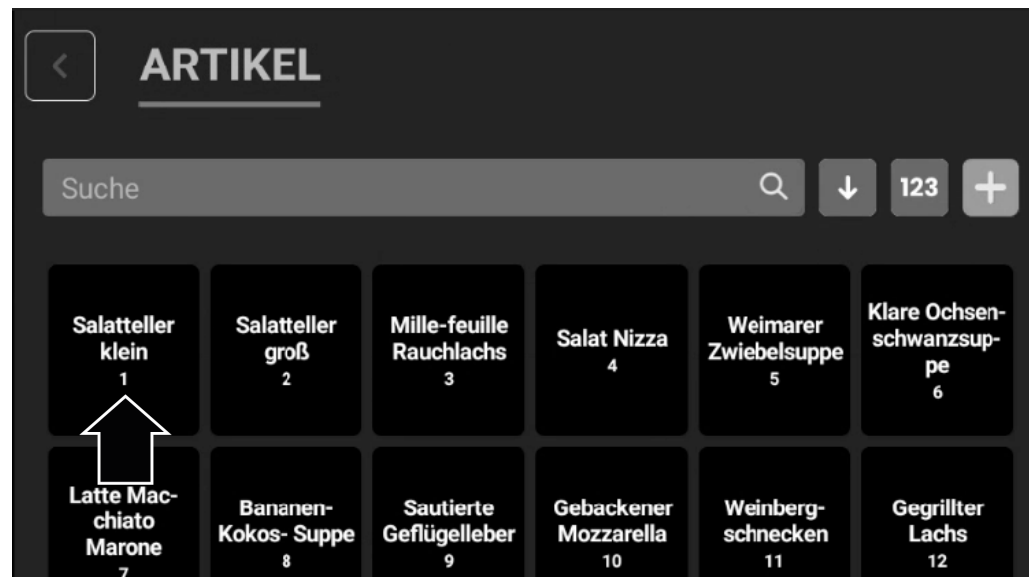 ARTIKEL
Suche
123
Salatteller
klein
1
Salatteller
groß
2
Mille-feuille
Rauchlachs
3
Salat Nizza
4
Weimarer
Zwiebelsuppe
5
Klare Ochsen-
schwanzsup-
pe
6
Latte Mac-
chiato
Marone
7
Bananen-
Kokos- Suppe
8
Sautierte
Geflügelleber
9
Gebackener
Mozzarella
10
Weinberg-
schnecken
11
Gegrillter
Lachs
12